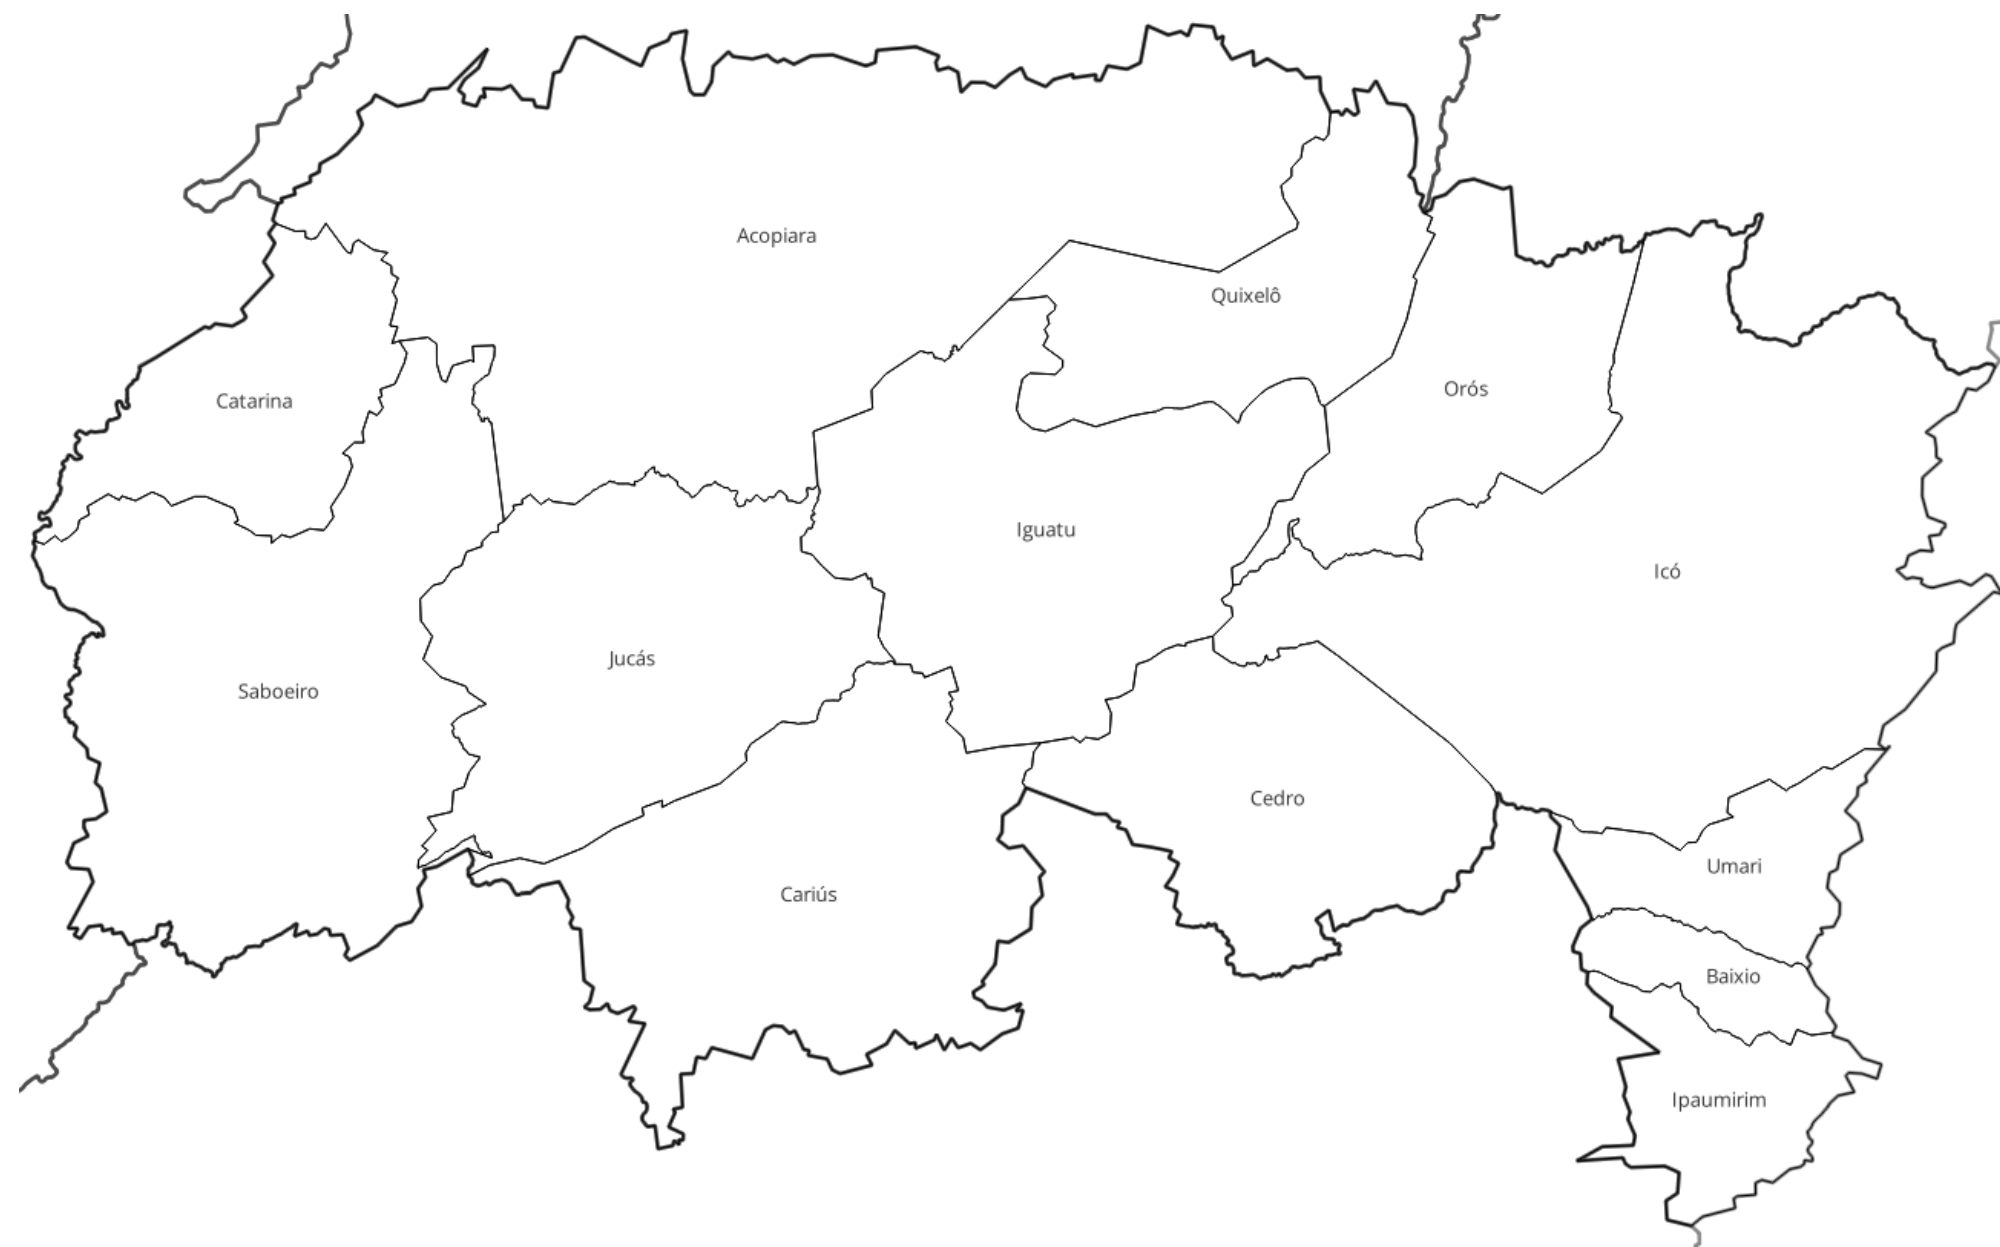 Acopiara
Quixelô
Orós
Catarina
Iguatu
Icó
Jucás
Saboeiro
Cedro
Umari
Cariús
Baixio
Ipaumirim